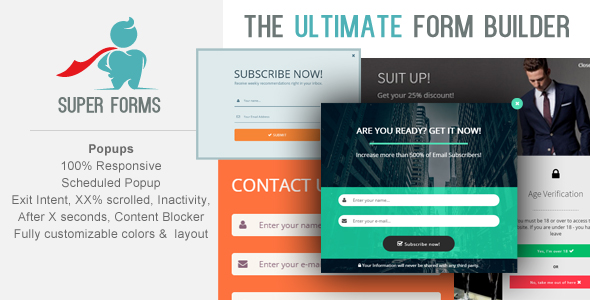 THE ULTIMATE FORM BUILDER
SUPER FORMS
Popups
100% Responsive
Scheduled Popup
Exit Intent, XX% scrolled, Inactivity,
After X seconds, Content Blocker
Fully customizable colors & layout
SUBSCRIBE NOW!
Receive weekly recommendations right in your inbox.
Your name...
Your Email Address
SUBMIT
CONTACT U
Enter your name
Enter your e-ma
Enter
SUIT UP!
Get your 25% discount!
Close
ARE YOU READY? GET IT NOW!
Increase more than 500% of Email Subscribers!
Enter your name...
Enter your e-mail...
Subscribe now!
Your Information will never be shared with any third party.
Age Verification
must be 18 or over to access t
. If you are under 18 - you ha
leave
Yes, I'm over 18
No, take me out of here